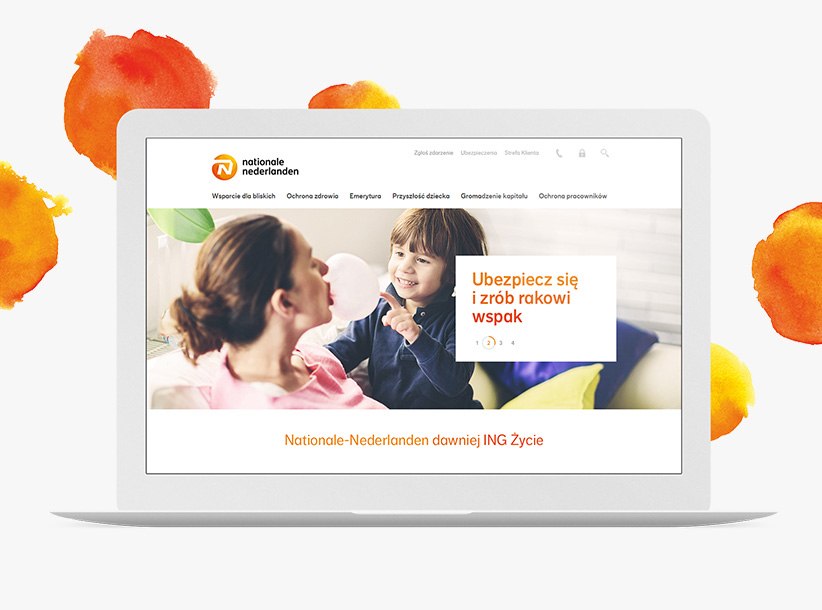 nationale
nederlanden
Zgłoś zdarzenie Ubezpieczenia Strefa Klienta
Wsparcie dla bliskich Ochrona zdrowia Emerytura Przyszłość dziecka Gromadzenie kapitału Ochrona pracowników
Ubezpiecz się
i zrób rakowi
wspak
1 2 3 4
Nationale-Nederlanden dawniej ING Życie